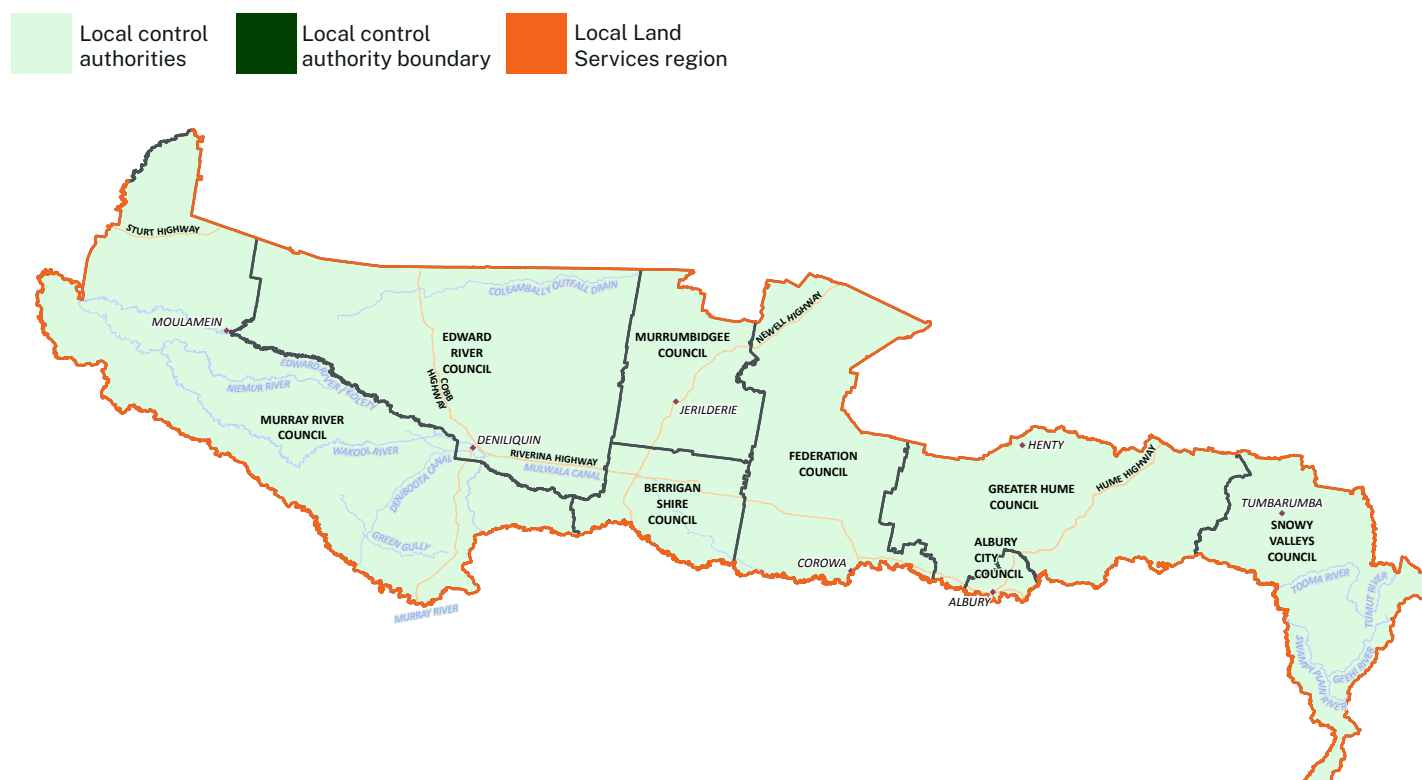 Local control
authorities
Local control
authority boundary
Local Land
Services region
STURT HIGHWAY
COLEAMBALLY OUTFALL DRAIN
MOULAMEIN
EDWARD
RIVER
COUNCIL
MURRUMBIDGEE
COUNCIL
NEWELL HIGHWAY
EDWARD RIVER / KOLETY
NIEMUR RIVER
COBB
HIGHWAY
JERILDERIE
MURRAY RIVER
COUNCIL
DENILIQUIN
WAKOOL RIVER
RIVERINA HIGHWAY
MULWALA CANAL
DENIBOOTA CANAL
FEDERATION
COUNCIL
HENTY
HUME HIGHWAY
BERRIGAN
SHIRE
COUNCIL
GREATER HUME
COUNCIL
TUMBARUMBA
SNOWY
VALLEYS
COUNCIL
GREEN GULLY
ALBURY
CITY
COUNCIL
COROWA
ALBURY
MURRAY RIVER
TOOMA RIVER
TUMUT RIVER
SWAMPY PLAIN RIVER
GEEHI RIVER